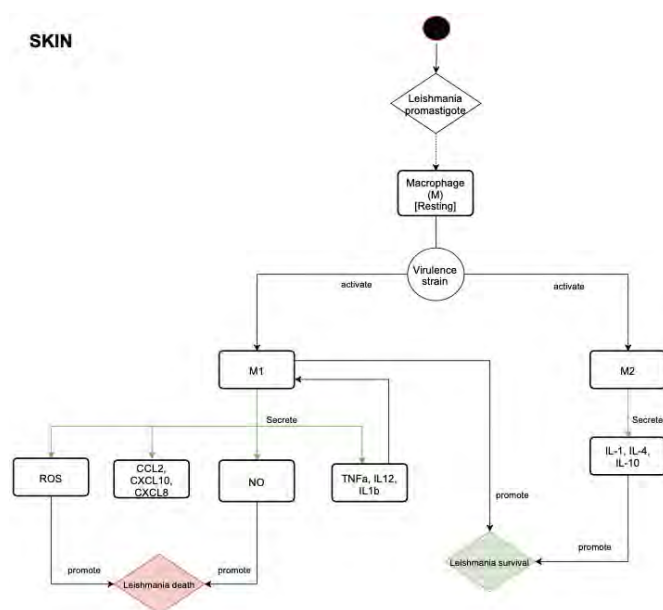 SKIN
Leishmania
promastigote
Macrophage
(M)
[Resting]
Virulence
strain
activate
activate
M1
M2
Secrete
Secrete
ROS
CCL2,
CXCL10,
CXCL8
NO
TNFa, IL12,
IL1b
IL-1, IL-4,
IL-10
promote
promote
promote
promote
Leishmania death
Leishmania survival